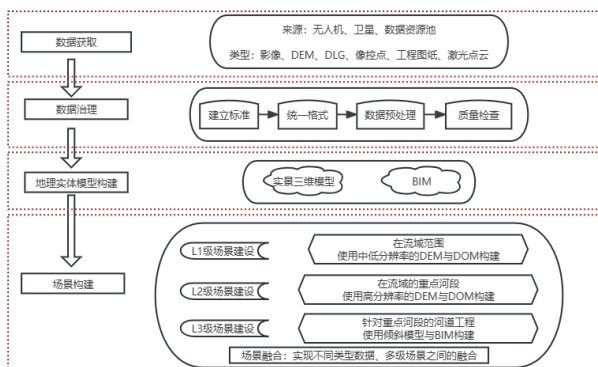 数据获取
来源：无人机、卫星、数据资源池
类型：影像、DEM、DLG、像控点、工程图纸、激光点云
数据治理
建立标准
统一格式
数据预处理
质量检查
地理实体模型构建
实景三维模型
BIM
场景构建
L1级场景建设
在流域范围
使用中低分辨率的DEM与DOM构建
L2级场景建设
在流域的重点河段
使用高分辨率的DEM与DOM构建
L3级场景建设
针对重点河段的河道工程
使用倾斜模型与BIM构建
场景融合：实现不同类型数据、多级场景之间的融合